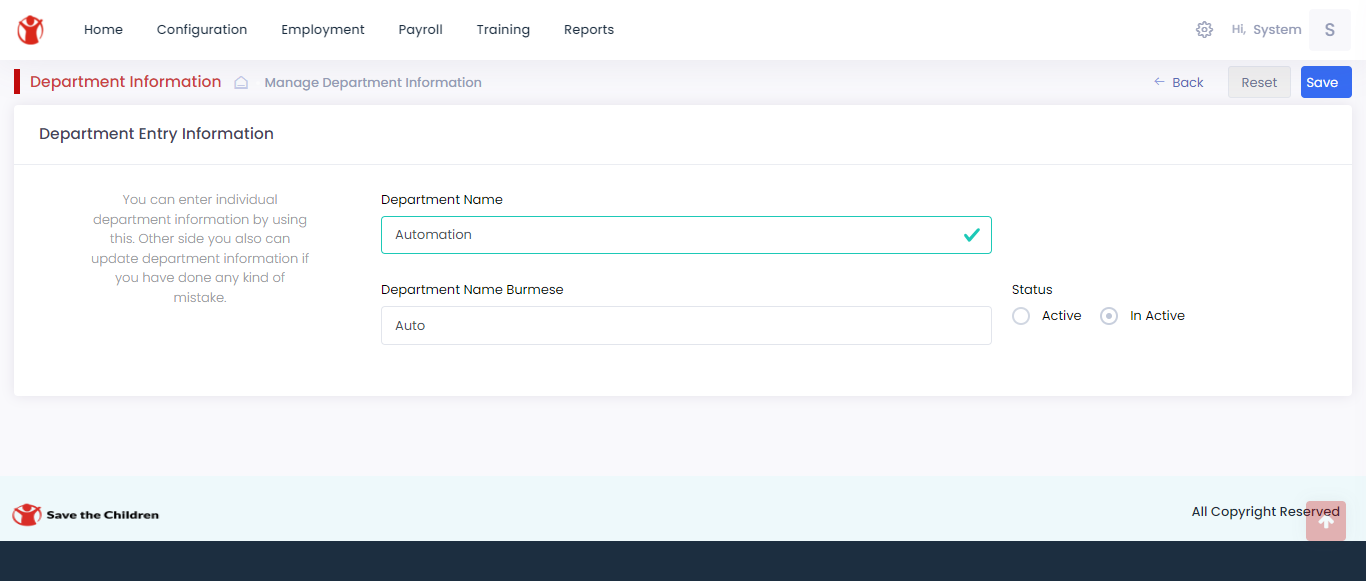 Home Configuration Employment Payroll Training Reports Hi, System S
Department Information Manage Department Information Back Reset Save
Department Entry Information
You can enter individual
department information by using
this. Other side you also can
update department information if
you have done any kind of
mistake.
Department Name
Automation
Department Name Burmese
Auto
Status
Active In Active
Save the Children
All Copyright Reserved